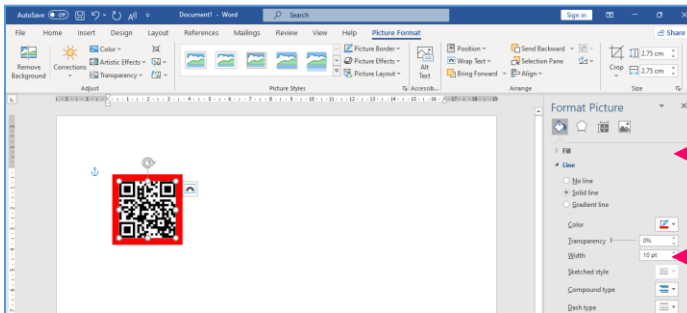 AutoSave Off Document1 - Word Search Sign in
File Home Insert Design Layout References Mailings Review View Help Picture Format Share
Remove Background
Corrections
Color
Artistic Effects
Transparency
Adjust
Picture Styles
Picture Border
Picture Effects
Picture Layout
Alt Text
Accessib...
Position
Wrap Text
Bring Forward
Send Backward
Selection Pane
Align
Arrange
Crop
2,75 cm
2,75 cm
Size
Format Picture
Fill
Line
No line
Solid line
Gradient line
Color
Transparency 0%
Width 10 pt
Sketched style
Compound type
Dash type